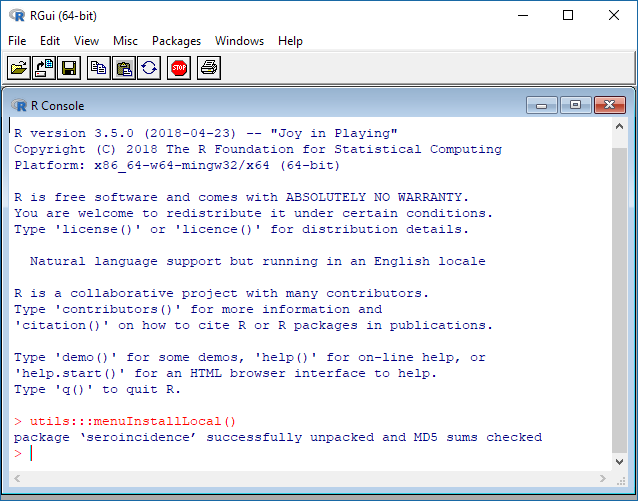 RGui (64-bit)
File Edit View Misc Packages Windows Help
STOP
R Console
R version 3.5.0 (2018-04-23) -- "Joy in Playing"
Copyright (C) 2018 The R Foundation for Statistical Computing
Platform: x86_64-w64-mingw32/x64 (64-bit)
R is free software and comes with ABSOLUTELY NO WARRANTY.
You are welcome to redistribute it under certain conditions.
Type 'license()' or 'licence()' for distribution details.
Natural language support but running in an English locale
R is a collaborative project with many contributors.
Type 'contributors()' for more information and
'citation()' on how to cite R or R packages in publications.
Type 'demo()' for some demos, 'help()' for on-line help, or
'help.start()' for an HTML browser interface to help.
Type 'q()' to quit R.
> utils:::menuInstallLocal()
package ‘seroincidence’ successfully unpacked and MD5 sums checked
>